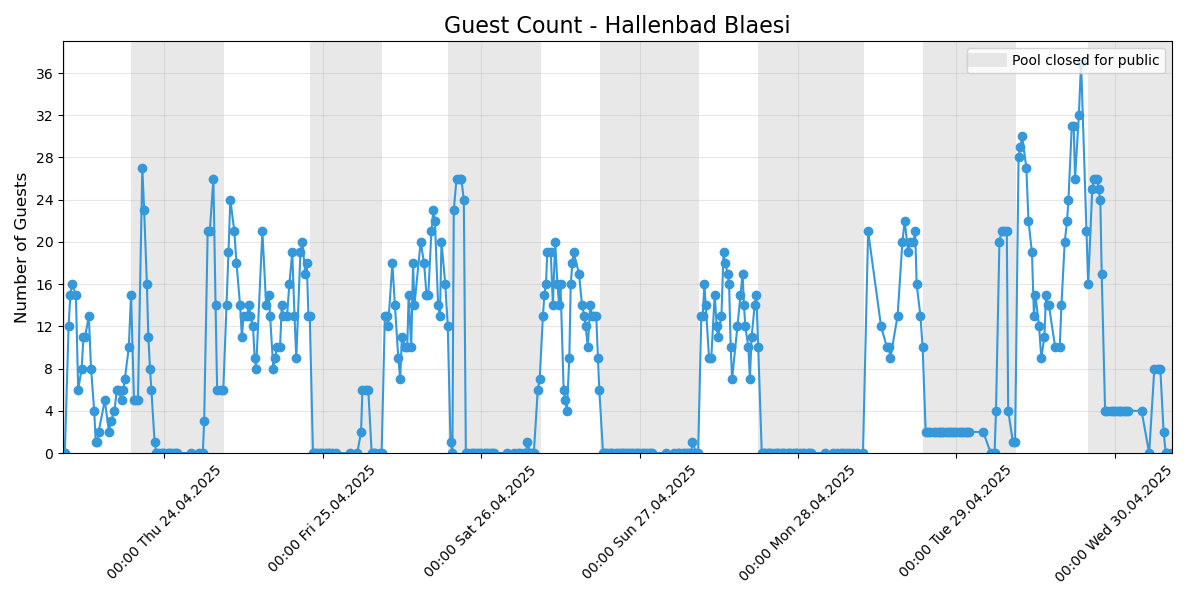 Guest Count - Hallenbad Blaesi
Pool closed for public
Number of Guests
36
32
28
24
20
16
12
8
4
0
00:00 Thu 24.04.2025
00:00 Fri 25.04.2025
00:00 Sat 26.04.2025
00:00 Sun 27.04.2025
00:00 Mon 28.04.2025
00:00 Tue 29.04.2025
00:00 Wed 30.04.2025